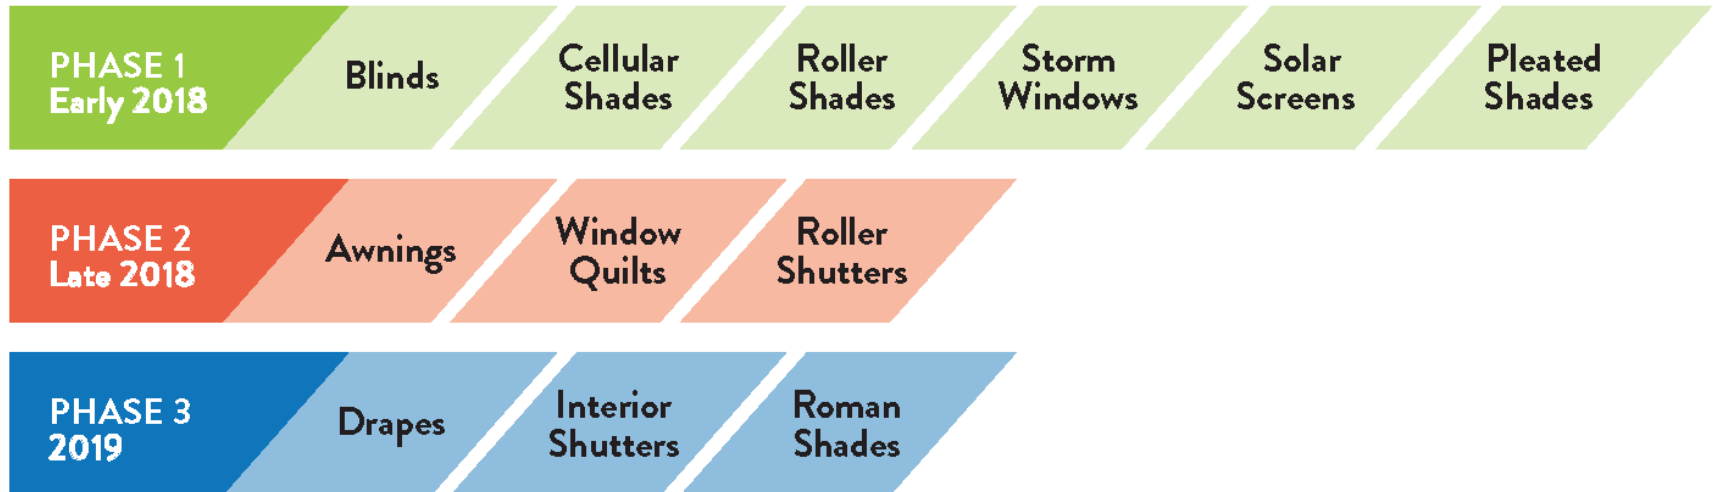 PHASE 1
Early 2018
Blinds
Cellular
Shades
Roller
Shades
Storm
Windows
Solar
Screens
Pleated
Shades
PHASE 2
Late 2018
Awnings
Window
Quilts
Roller
Shutters
PHASE 3
2019
Drapes
Interior
Shutters
Roman
Shades